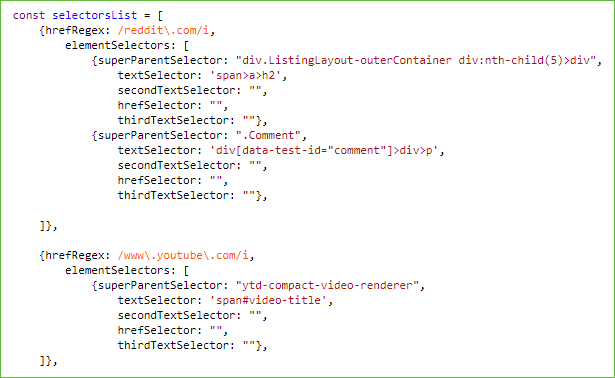 const selectorsList = [
{hrefRegex: /reddit\.com/i,
elementSelectors: [
{superParentSelector: "div.ListingLayout-outerContainer div:nth-child(5)>div",
textSelector: 'span>a>h2',
secondTextSelector: "",
hrefSelector: "",
thirdTextSelector: ""},
{superParentSelector: ".Comment",
textSelector: 'div[data-test-id="comment"]>div>p',
secondTextSelector: "",
hrefSelector: "",
thirdTextSelector: ""},
]},
{hrefRegex: /www\.youtube\.com/i,
elementSelectors: [
{superParentSelector: "ytd-compact-video-renderer",
textSelector: 'span#video-title',
secondTextSelector: "",
hrefSelector: "",
thirdTextSelector: ""},
]},